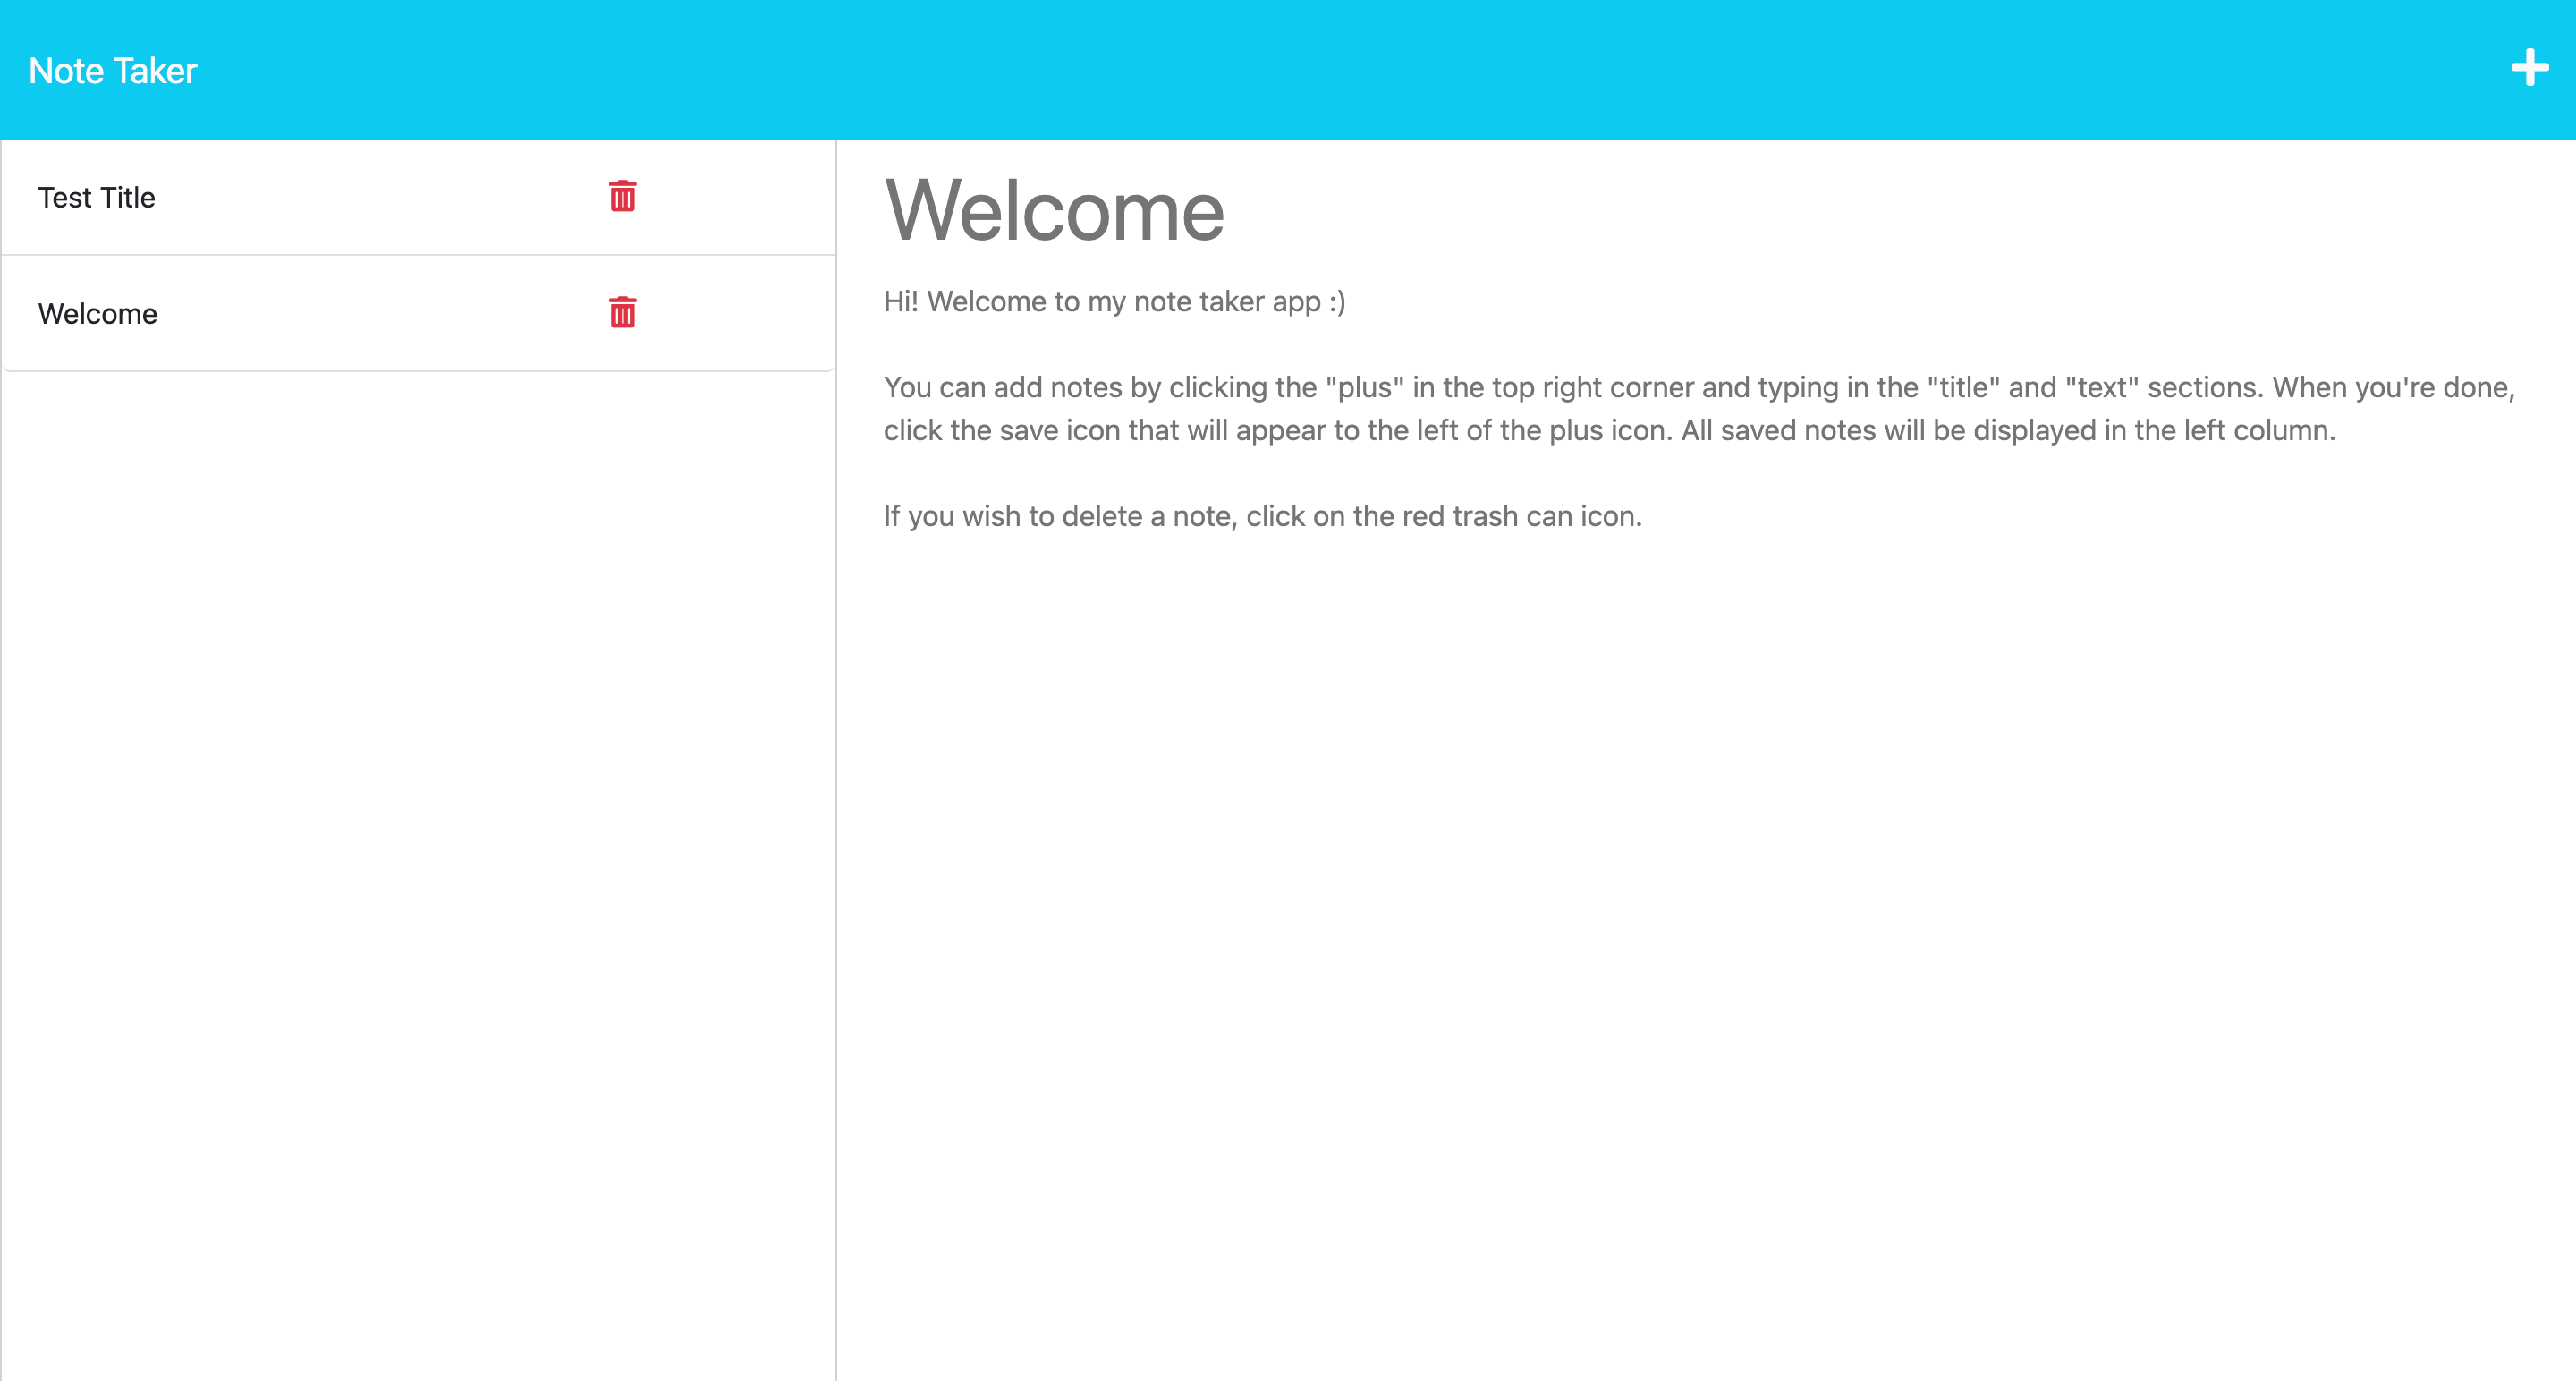 Note Taker
Test Title
Welcome
Welcome
Hi! Welcome to my note taker app :)
You can add notes by clicking the "plus" in the top right corner and typing in the "title" and "text" sections. When you're done,
click the save icon that will appear to the left of the plus icon. All saved notes will be displayed in the left column.
If you wish to delete a note, click on the red trash can icon.